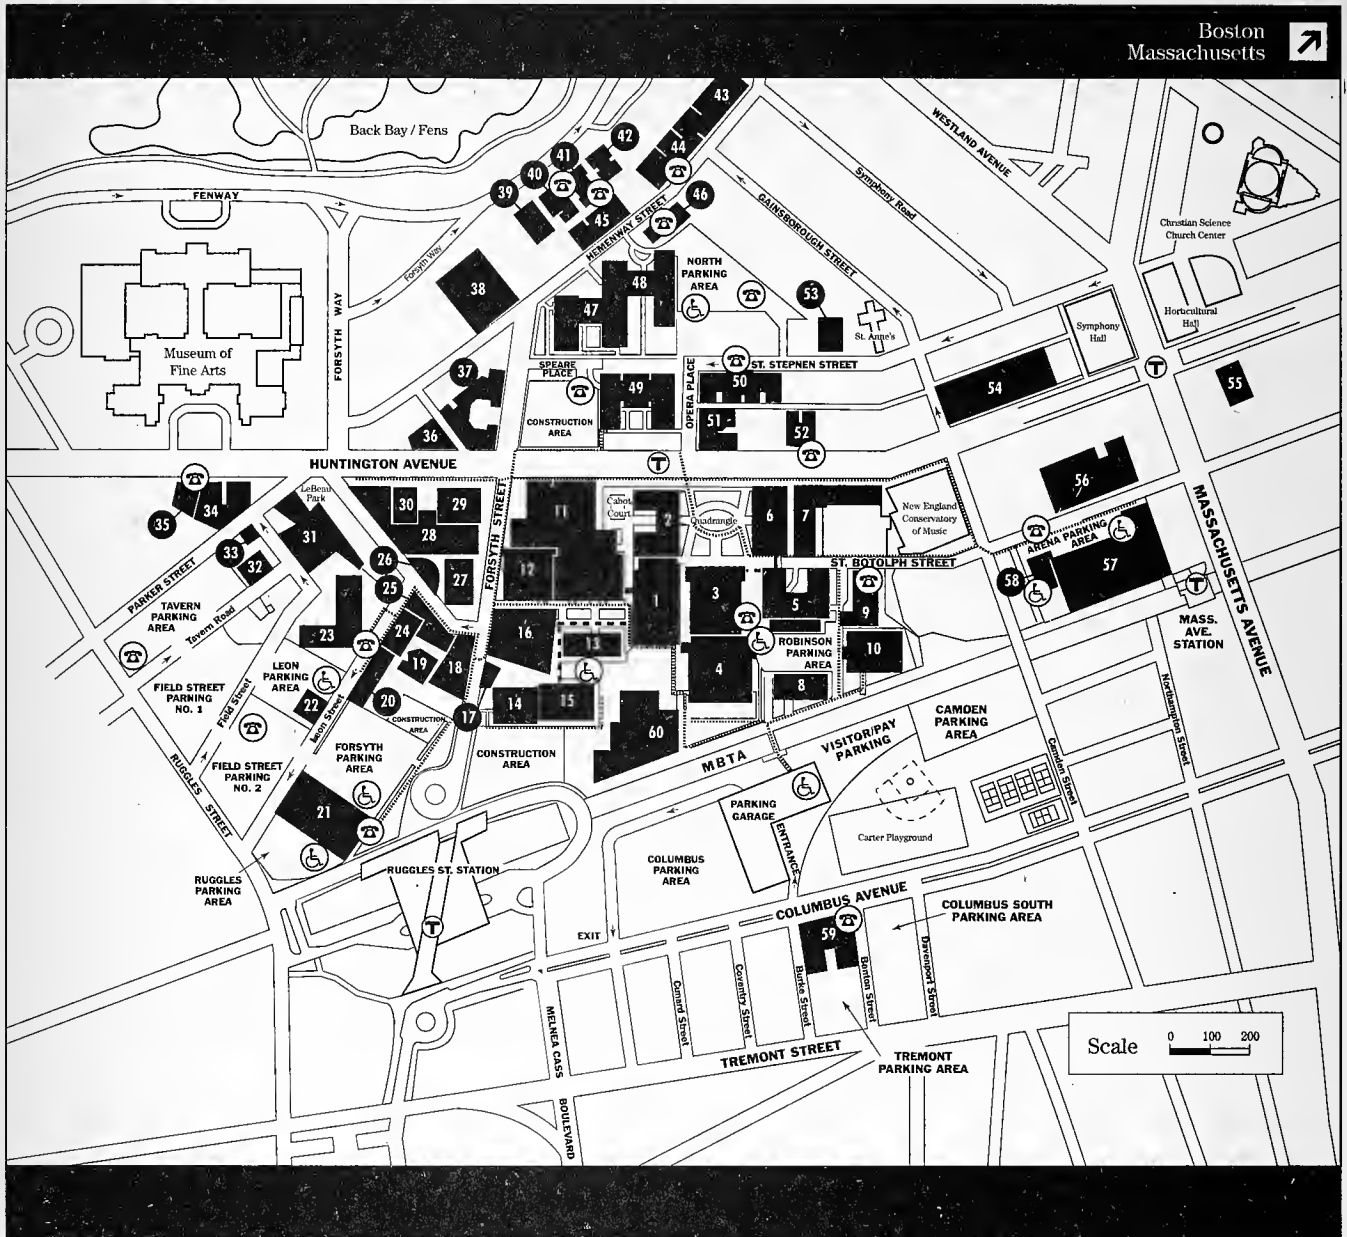 Boston
Massachusetts
Back Bay / Fens
FENWAY
WESTLAND AVENUE
Symphony Road
GAINSBOROUGH STREET
HEMENWAY STREET
Christian Science
Church Center
43
42
44
41
40
39
45
46
Forsyth Way
FORSYTH WAY
38
48
47
NORTH
PARKING
AREA
53
St. Anne's
Symphony
Hall
Horticultural
Hall
T
Museum of
Fine Arts
37
SPEARE
PLACE
49
OPERA PLACE
ST. STEPNEN STREET
50
54
55
CONSTRUCTION
AREA
36
51
52
HUNTINGTON AVENUE
T
LeBeau
Park
35
34
30
29
28
FORSYTH STREET
11
Cabot
Court
2
Quadrangle
6
7
New England
Conservatory
of Music
56
MASSACHUSETTS AVENUE
ARENA PARKING
AREA
33
32
31
26
25
27
12
1
3
5
ST. BOTOLPH STREET
9
58
57
T
MASS.
AVE.
STATION
PARKER STREET
TAVERN
PARKING
AREA
Tavern Road
23
24
19
18
16
13
4
ROBINSON
PARKING
AREA
10
8
LEON
PARKING
AREA
22
20
17
14
15
60
FIELD STREET
PARKING
NO. 1
Field Street
Leon Street
CONSTRUCTION
AREA
FORSYTH
PARKING
AREA
CONSTRUCTION
AREA
FIELD STREET
PARKING
NO. 2
RUGGLES STREET
21
MBTA
VISITOR/PAY
PARKING
CAMDEN
PARKING
AREA
Camden Street
Northampton Street
PARKING
GARAGE
ENTRANCE
Carter Playground
RUGGLES
PARKING
AREA
RUGGLES ST. STATION
T
COLUMBUS
PARKING
AREA
COLUMBUS AVENUE
COLUMBUS SOUTH
PARKING AREA
EXIT
59
Cunard Street
Coventry Street
Burke Street
Benton Street
Davenport Street
MELNEA CASS
BOULEVARD
TREMONT STREET
TREMONT
PARKING AREA
Scale
0 100 200